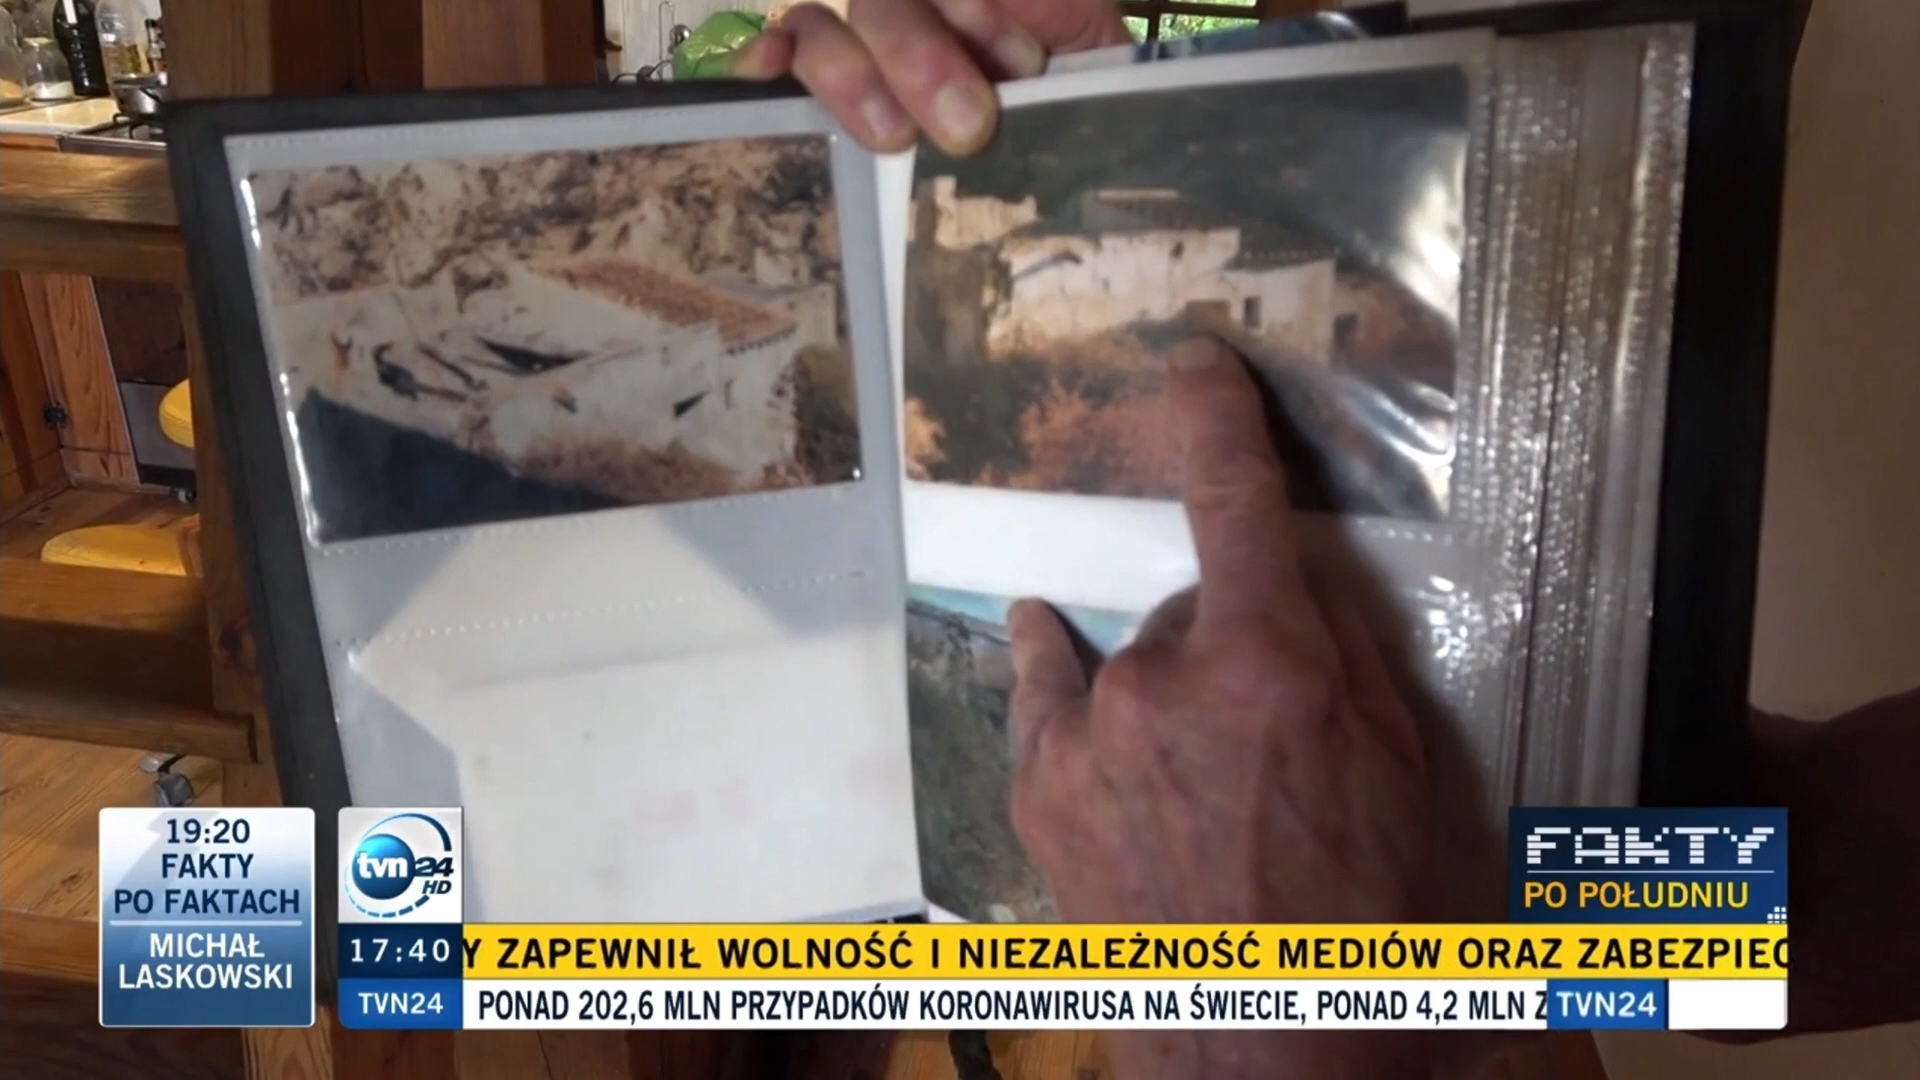 19:20
FAKTY
PO FAKTACH
MICHAŁ
LASKOWSKI
tvn24
HD
17:40
TVN24
FAKTY
PO POŁUDNIU
Y ZAPEWNIŁ WOLNOŚĆ I NIEZALEŻNOŚĆ MEDIÓW ORAZ ZABEZPIEC
PONAD 202,6 MLN PRZYPADKÓW KORONAWIRUSA NA ŚWIECIE, PONAD 4,2 MLN Z
TVN24